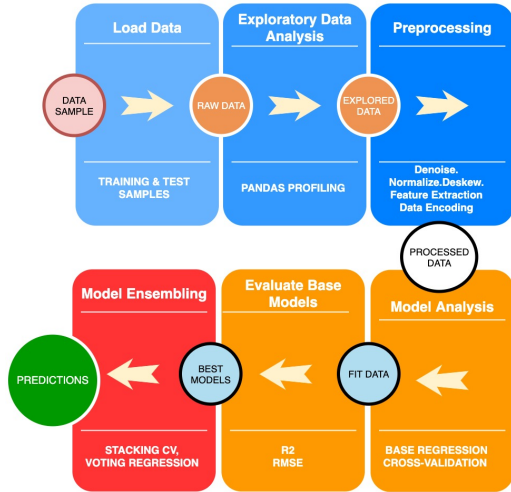 Load Data
Exploratory Data
Analysis
Preprocessing
DATA
SAMPLE
RAW DATA
EXPLORED
DATA
TRAINING & TEST
SAMPLES
PANDAS PROFILING
Denoise.
Normalize.Deskew.
Feature Extraction
Data Encoding
PROCESSED
DATA
Model Ensembling
Evaluate Base
Models
Model Analysis
PREDICTIONS
BEST
MODELS
FIT DATA
STACKING CV,
VOTING REGRESSION
R2
RMSE
BASE REGRESSION
CROSS-VALIDATION